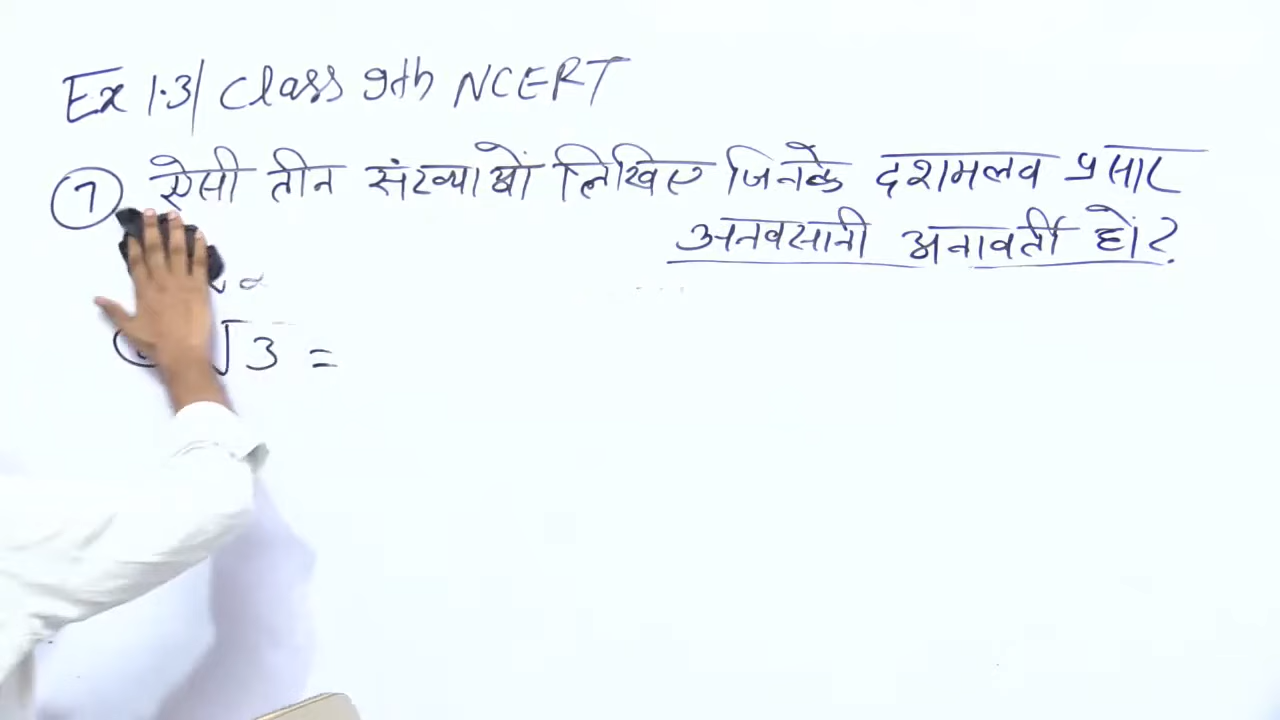 Ex 1.3/ Class 9th NCERT
7 ऐसी तीन संख्याओं लिखिए जिनके दशमलव प्रसार
अनवसानी अनावर्ती हों?
√3 =